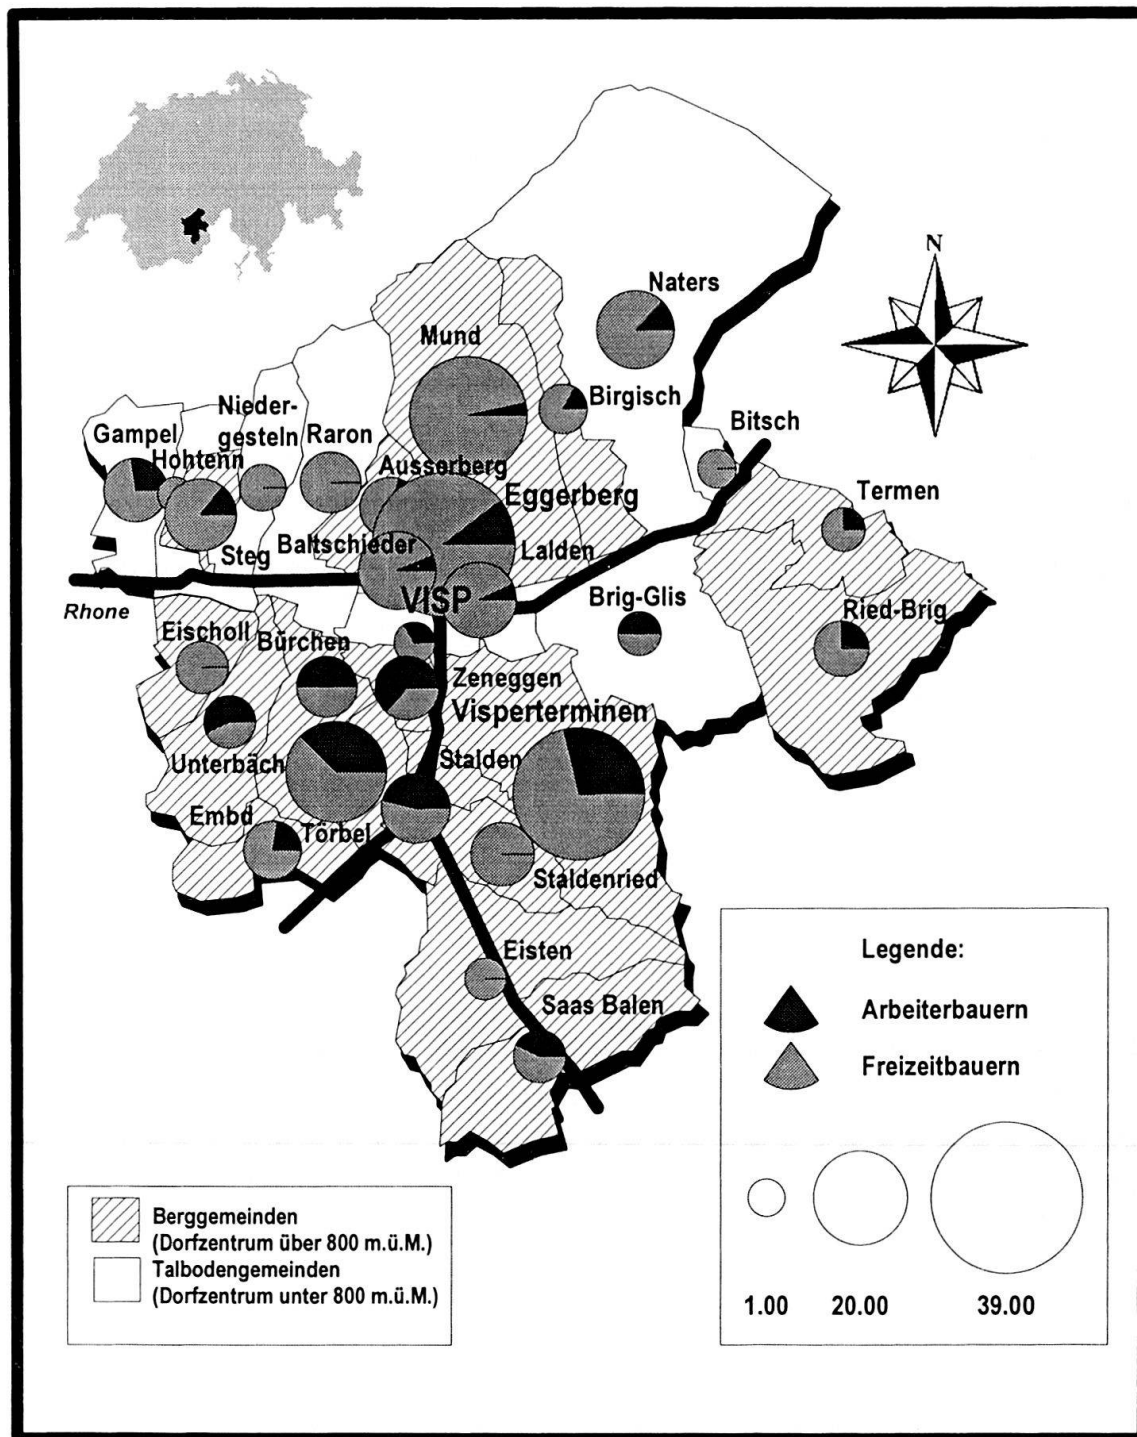 N
Naters
Mund
Birgisch
Bitsch
Nieder-
gesteln
Gampel
Hohtenn
Raron
Ausserberg
Eggerberg
Termen
Steg
Baltschieder
Lalden
Rhone
VISP
Brig-Glis
Ried-Brig
Eischoll
Bürchen
Zeneggen
Visperterminen
Unterbäch
Stalden
Embd
Törbel
Staldenried
Eisten
Saas Balen
Legende:
Arbeiterbauern
Freizeitbauern
1.00 20.00 39.00
Berggemeinden
(Dorfzentrum über 800 m.ü.M.)
Talbodengemeinden
(Dorfzentrum unter 800 m.ü.M.)